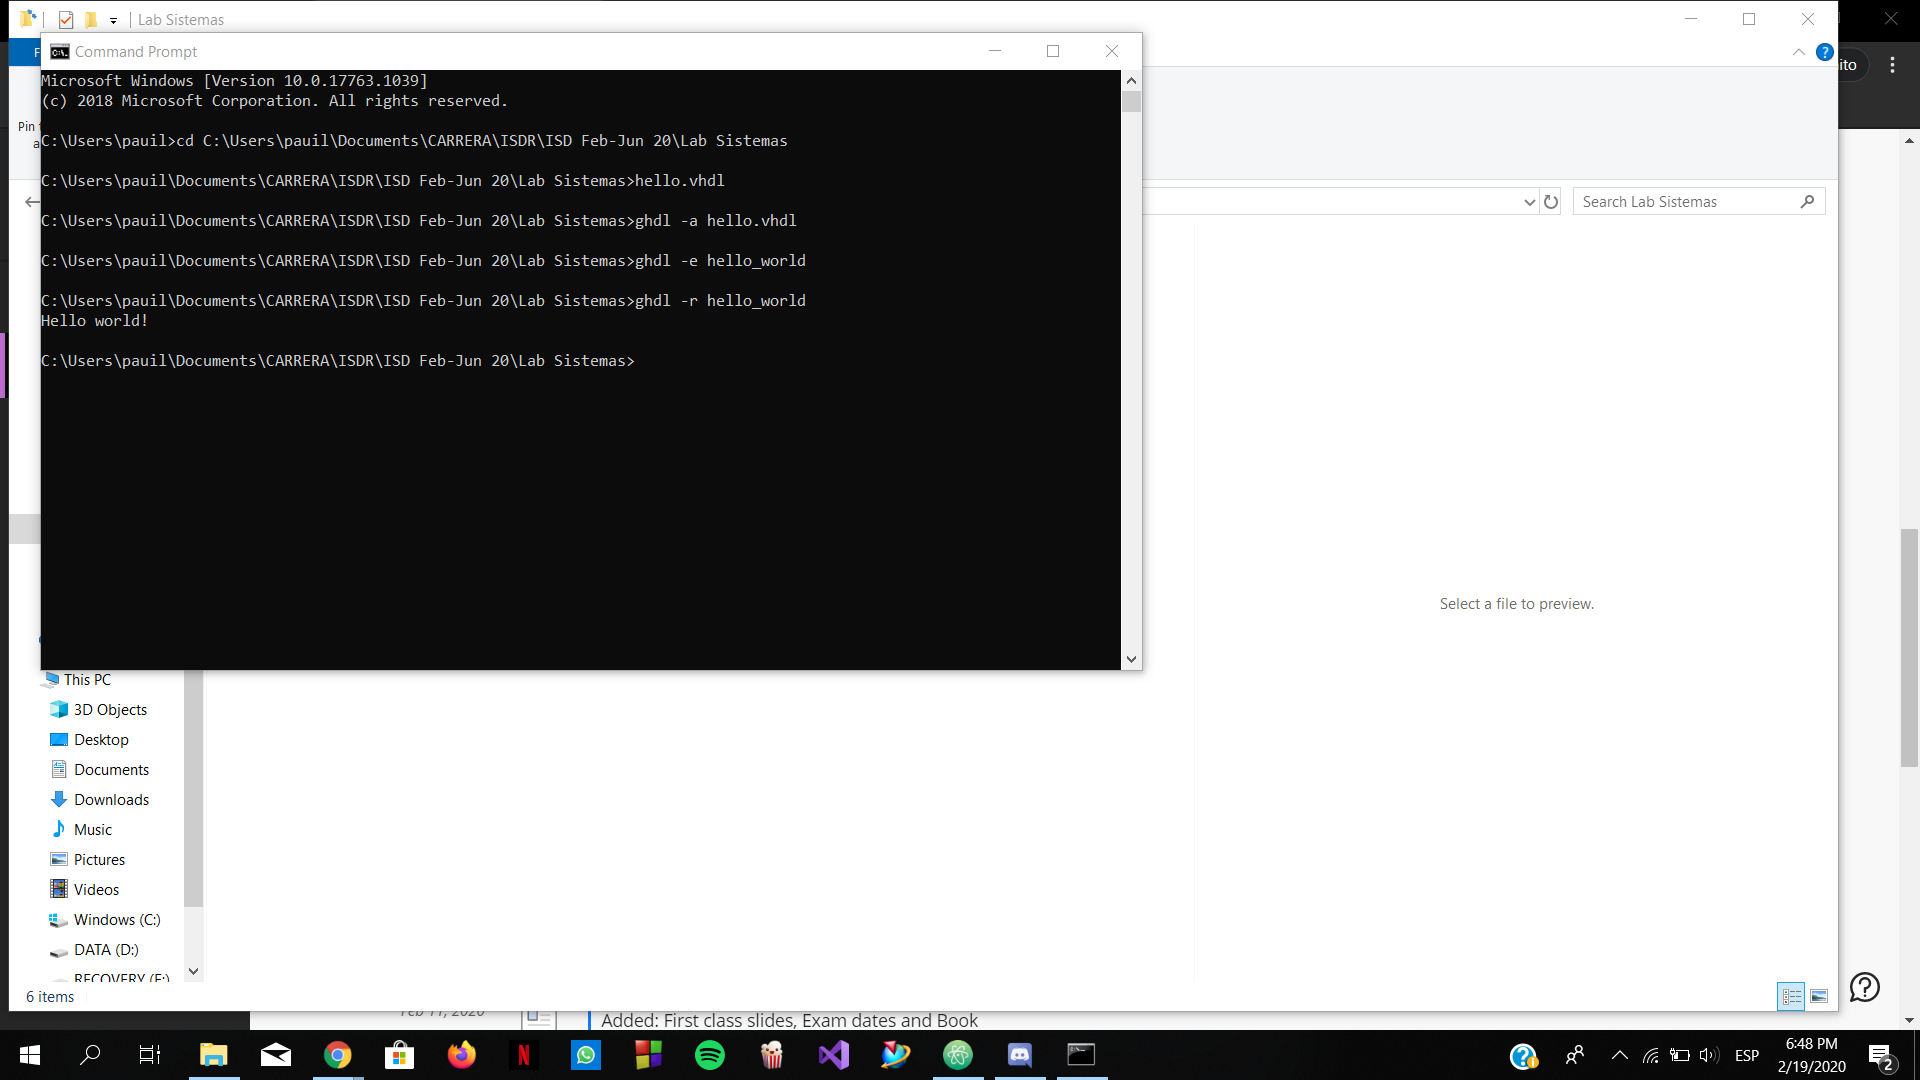 Lab Sistemas
Command Prompt
ito
F
Microsoft Windows [Version 10.0.17763.1039]
(c) 2018 Microsoft Corporation. All rights reserved.
Pin
a
C:\Users\pauil>cd C:\Users\pauil\Documents\CARRERA\ISDR\ISD Feb-Jun 20\Lab Sistemas
C:\Users\pauil\Documents\CARRERA\ISDR\ISD Feb-Jun 20\Lab Sistemas>hello.vhdl
Search Lab Sistemas
C:\Users\pauil\Documents\CARRERA\ISDR\ISD Feb-Jun 20\Lab Sistemas>ghdl -a hello.vhdl
C:\Users\pauil\Documents\CARRERA\ISDR\ISD Feb-Jun 20\Lab Sistemas>ghdl -e hello_world
C:\Users\pauil\Documents\CARRERA\ISDR\ISD Feb-Jun 20\Lab Sistemas>ghdl -r hello_world
Hello world!
C:\Users\pauil\Documents\CARRERA\ISDR\ISD Feb-Jun 20\Lab Sistemas>
Select a file to preview.
This PC
3D Objects
Desktop
Documents
Downloads
Music
Pictures
Videos
Windows (C:)
DATA (D:)
RECOVERY (E:)
6 items
Feb 11, 2020
Added: First class slides, Exam dates and Book
ESP
6:48 PM
2/19/2020
2